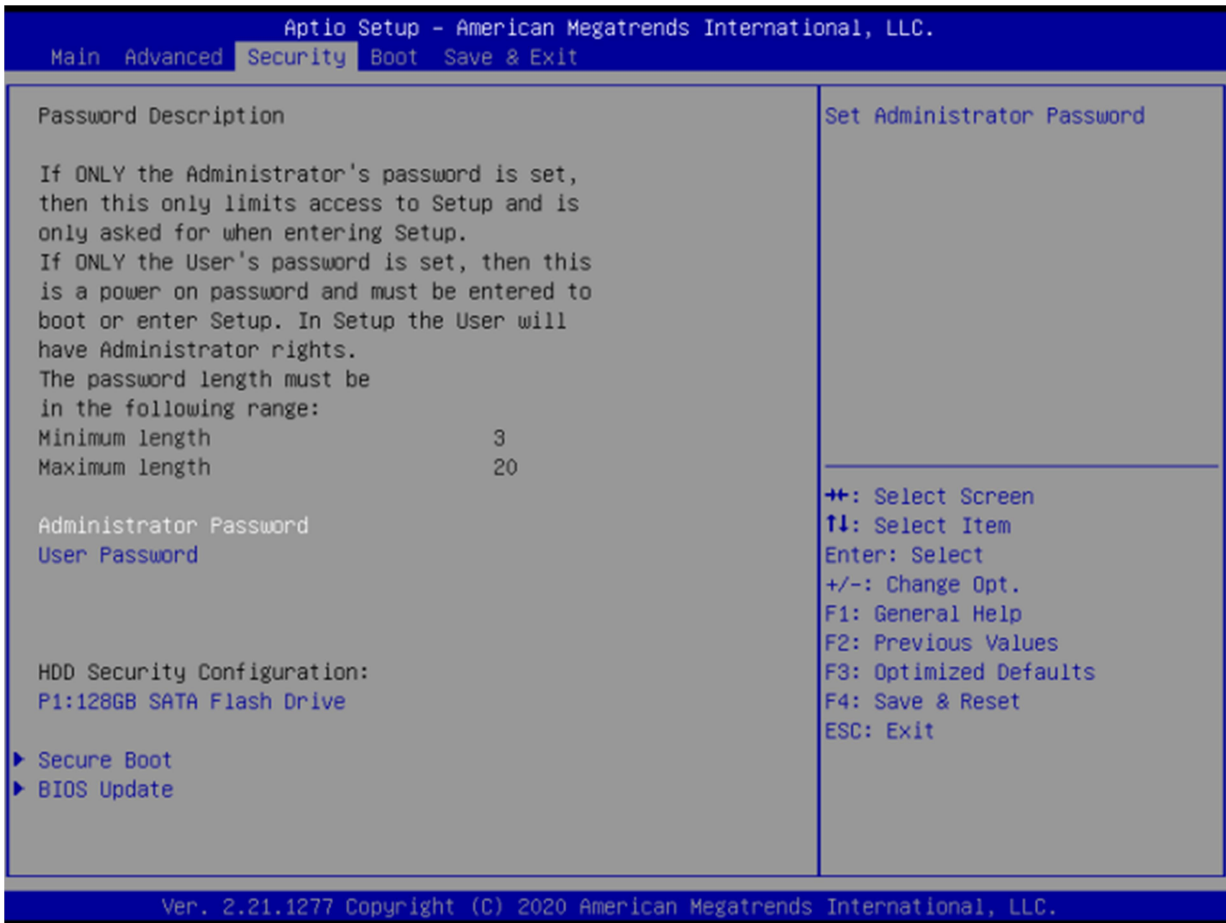 Aptio Setup – American Megatrends International, LLC.
Main Advanced Security Boot Save & Exit
Password Description
If ONLY the Administrator's password is set,
then this only limits access to Setup and is
only asked for when entering Setup.
If ONLY the User's password is set, then this
is a power on password and must be entered to
boot or enter Setup. In Setup the User will
have Administrator rights.
The password length must be
in the following range:
Minimum length 3
Maximum length 20
Administrator Password
User Password
HDD Security Configuration:
P1:128GB SATA Flash Drive
Secure Boot
BIOS Update
Set Administrator Password
→←: Select Screen
↑↓: Select Item
Enter: Select
+/-: Change Opt.
F1: General Help
F2: Previous Values
F3: Optimized Defaults
F4: Save & Reset
ESC: Exit
Ver. 2.21.1277 Copyright (C) 2020 American Megatrends International, LLC.